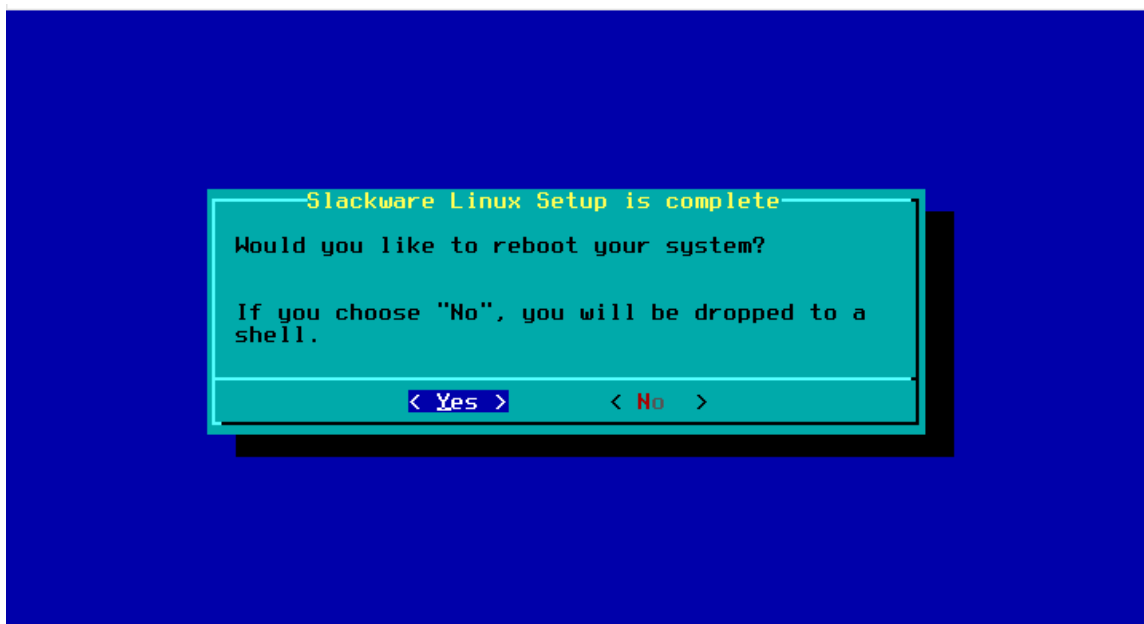 Slackware Linux Setup is complete
Would you like to reboot your system?
If you choose "No", you will be dropped to a
shell.
< Yes > < No >